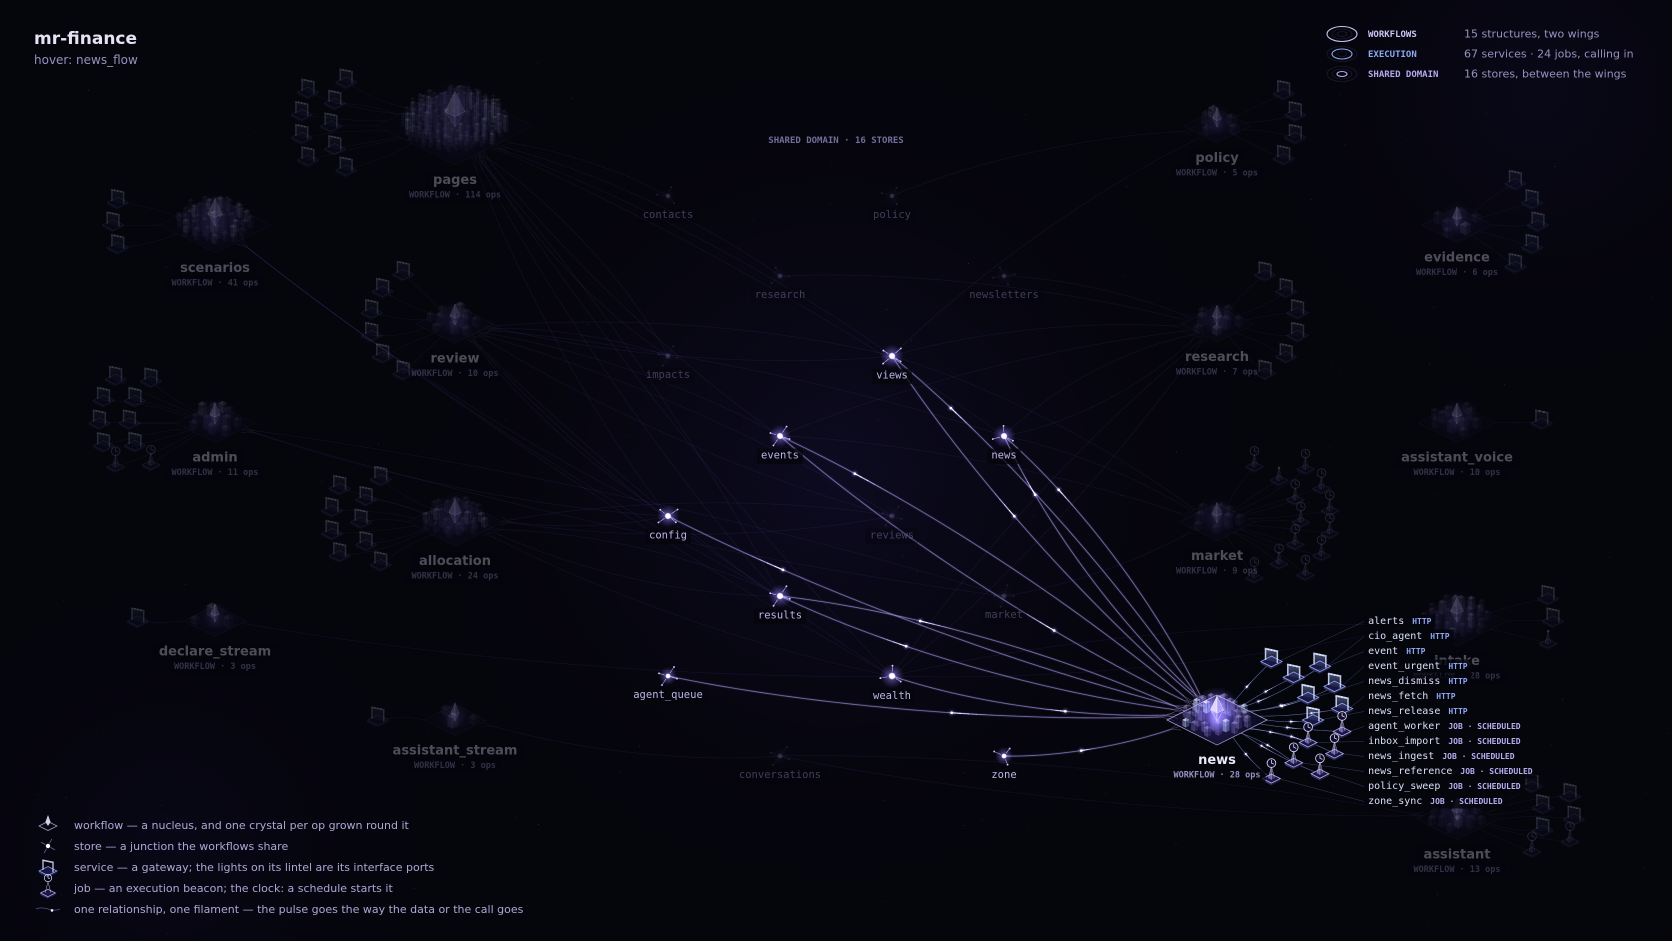 mr-finance
hover: news_flow
WORKFLOWS 15 structures, two wings
EXECUTION 67 services · 24 jobs, calling in
SHARED DOMAIN 16 stores, between the wings
SHARED DOMAIN · 16 STORES
pages
WORKFLOW · 114 ops
policy
WORKFLOW · 5 ops
contacts
policy
scenarios
WORKFLOW · 41 ops
evidence
WORKFLOW · 6 ops
research
newsletters
review
WORKFLOW · 10 ops
impacts
views
research
WORKFLOW · 7 ops
admin
WORKFLOW · 11 ops
events
news
assistant_voice
WORKFLOW · 10 ops
allocation
WORKFLOW · 24 ops
config
reviews
market
WORKFLOW · 9 ops
results
market
declare_stream
WORKFLOW · 3 ops
agent_queue
wealth
intake
28 ops
alerts HTTP
cio_agent HTTP
event HTTP
event_urgent HTTP
news_dismiss HTTP
news_fetch HTTP
news_release HTTP
agent_worker JOB · SCHEDULED
inbox_import JOB · SCHEDULED
news_ingest JOB · SCHEDULED
news_reference JOB · SCHEDULED
policy_sweep JOB · SCHEDULED
zone_sync JOB · SCHEDULED
assistant_stream
WORKFLOW · 3 ops
conversations
zone
news
WORKFLOW · 28 ops
assistant
WORKFLOW · 13 ops
workflow — a nucleus, and one crystal per op grown round it
store — a junction the workflows share
service — a gateway; the lights on its lintel are its interface ports
job — an execution beacon; the clock: a schedule starts it
one relationship, one filament — the pulse goes the way the data or the call goes